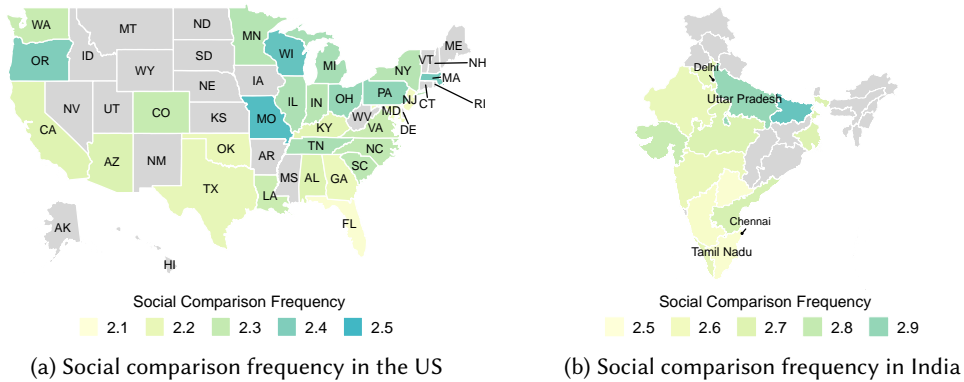 WA
MT
ND
MN
ME
OR
ID
SD
WI
VT
NH
WY
MI
NY
MA
IA
NE
PA
NJ
CT
RI
NV
UT
IL
IN
OH
MD
DE
CO
KS
MO
WV
VA
CA
KY
AZ
NM
OK
AR
TN
NC
SC
TX
MS
AL
GA
LA
FL
AK
HI
Social Comparison Frequency
2.1 2.2 2.3 2.4 2.5
(a) Social comparison frequency in the US
Delhi
Uttar Pradesh
Chennai
Tamil Nadu
Social Comparison Frequency
2.5 2.6 2.7 2.8 2.9
(b) Social comparison frequency in India